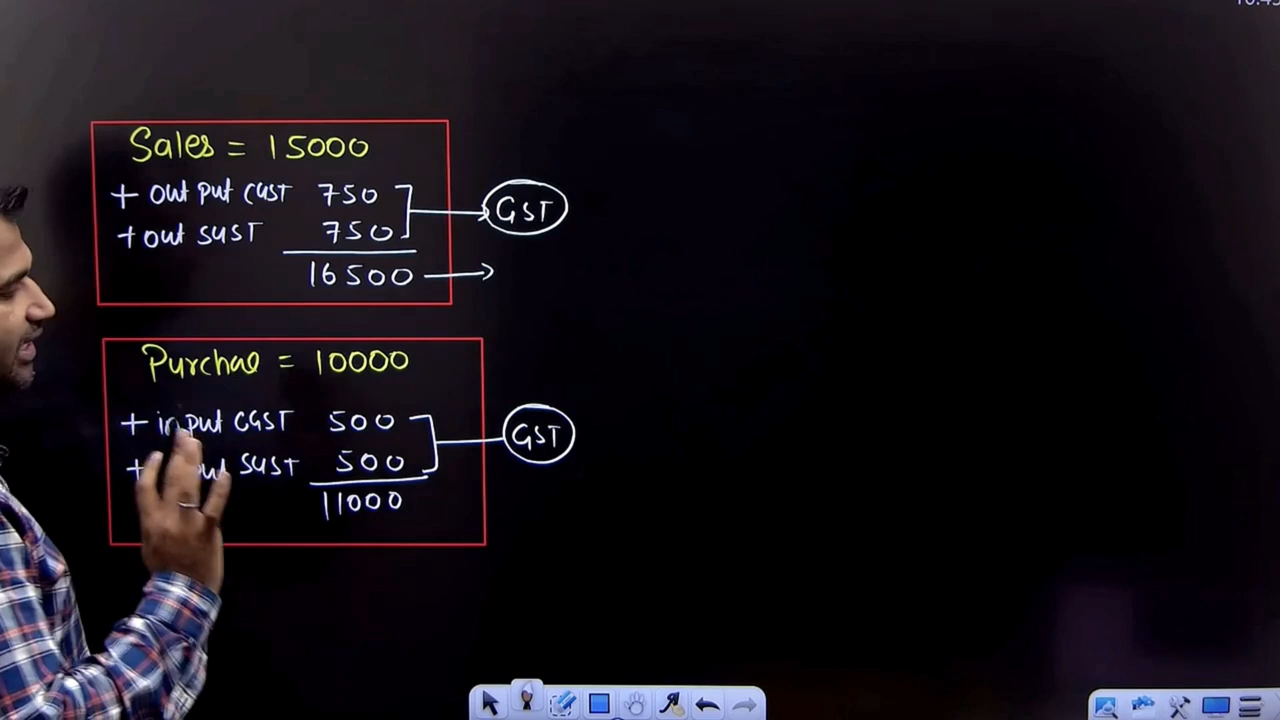 Sales = 15000
+ out put CGST 750
+ out SGST 750
GST
16500
Purchae = 10000
+ input CGST 500
+ SGST 500
GST
11000